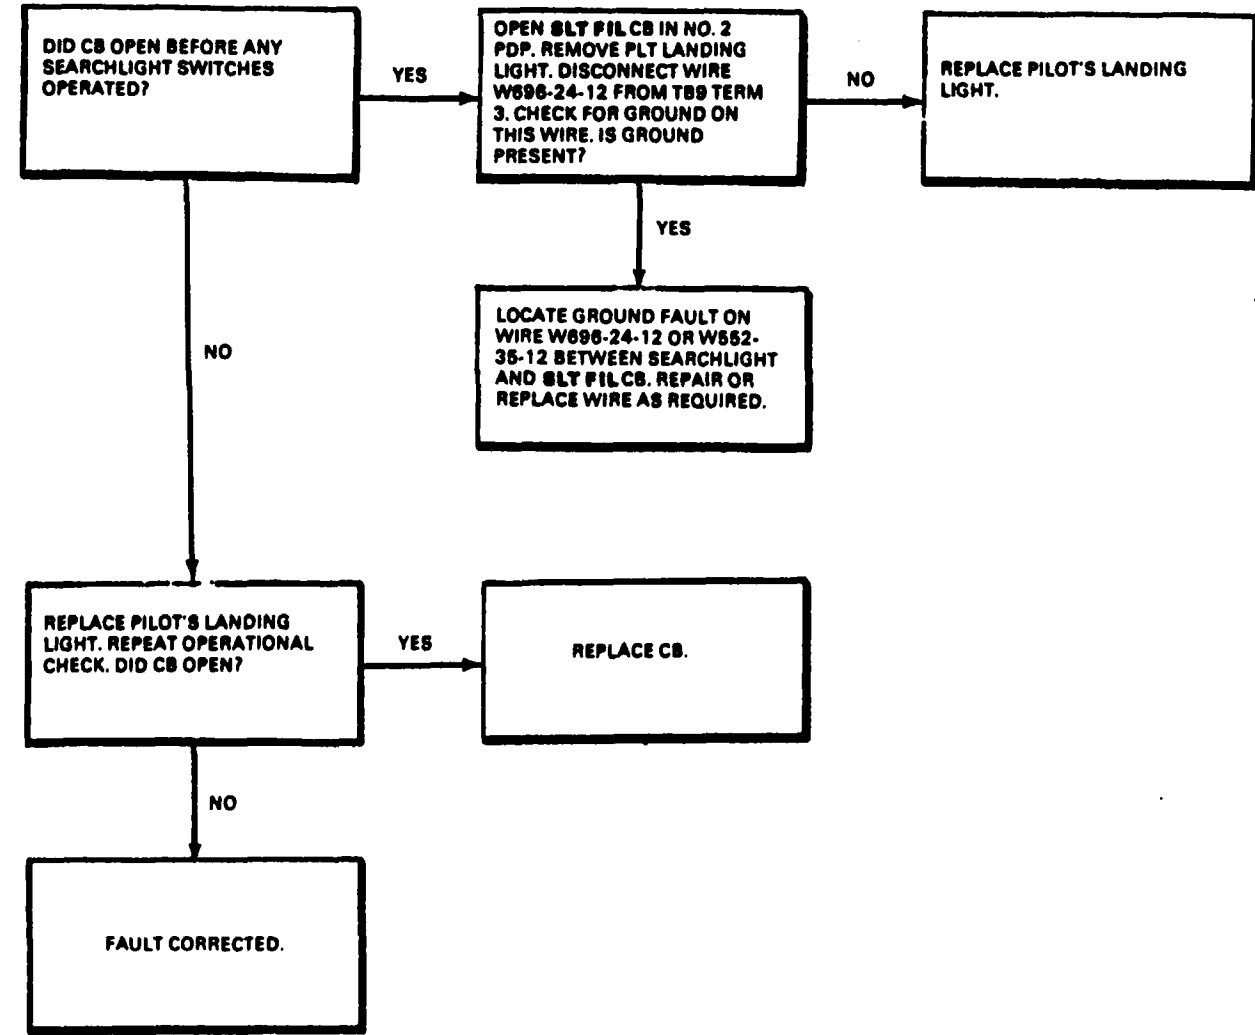 DID CB OPEN BEFORE ANY
SEARCHLIGHT SWITCHES
OPERATED?
YES
OPEN SLT FIL CB IN NO. 2
PDP. REMOVE PLT LANDING
LIGHT. DISCONNECT WIRE
W696-24-12 FROM TB9 TERM
3. CHECK FOR GROUND ON
THIS WIRE. IS GROUND
PRESENT?
NO
REPLACE PILOT'S LANDING
LIGHT.
YES
LOCATE GROUND FAULT ON
WIRE W696-24-12 OR W552-
35-12 BETWEEN SEARCHLIGHT
AND SLT FIL CB. REPAIR OR
REPLACE WIRE AS REQUIRED.
NO
REPLACE PILOT'S LANDING
LIGHT. REPEAT OPERATIONAL
CHECK. DID CB OPEN?
YES
REPLACE CB.
NO
FAULT CORRECTED.